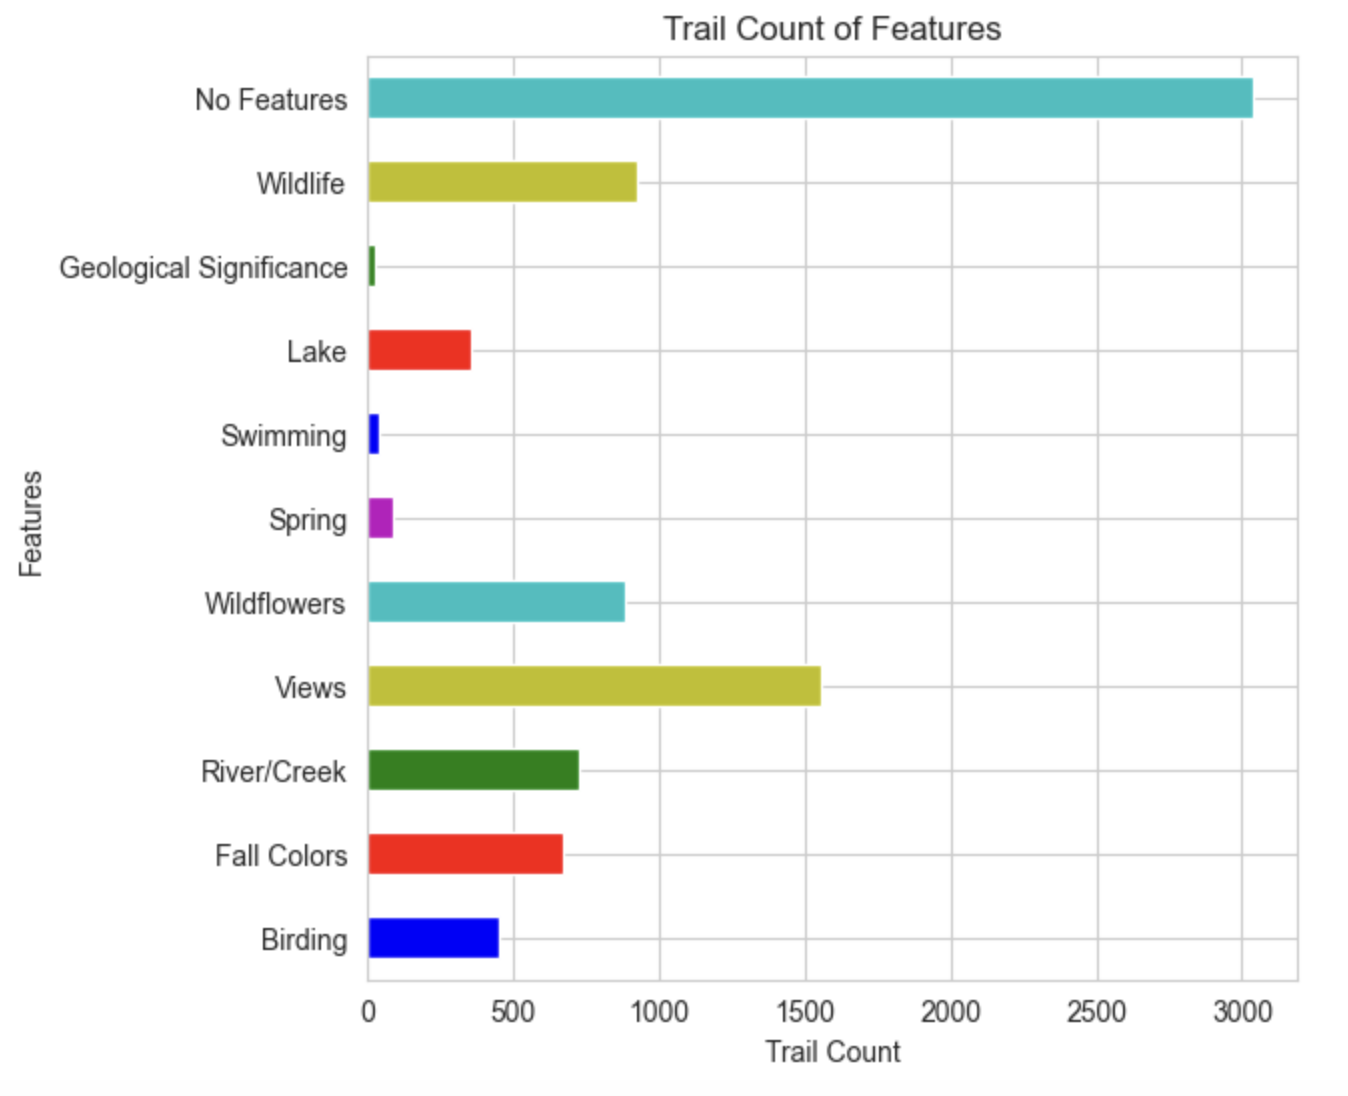 Trail Count of Features
No Features
Wildlife
Geological Significance
Lake
Swimming
Spring
Wildflowers
Views
River/Creek
Fall Colors
Birding
Features
0 500 1000 1500 2000 2500 3000
Trail Count